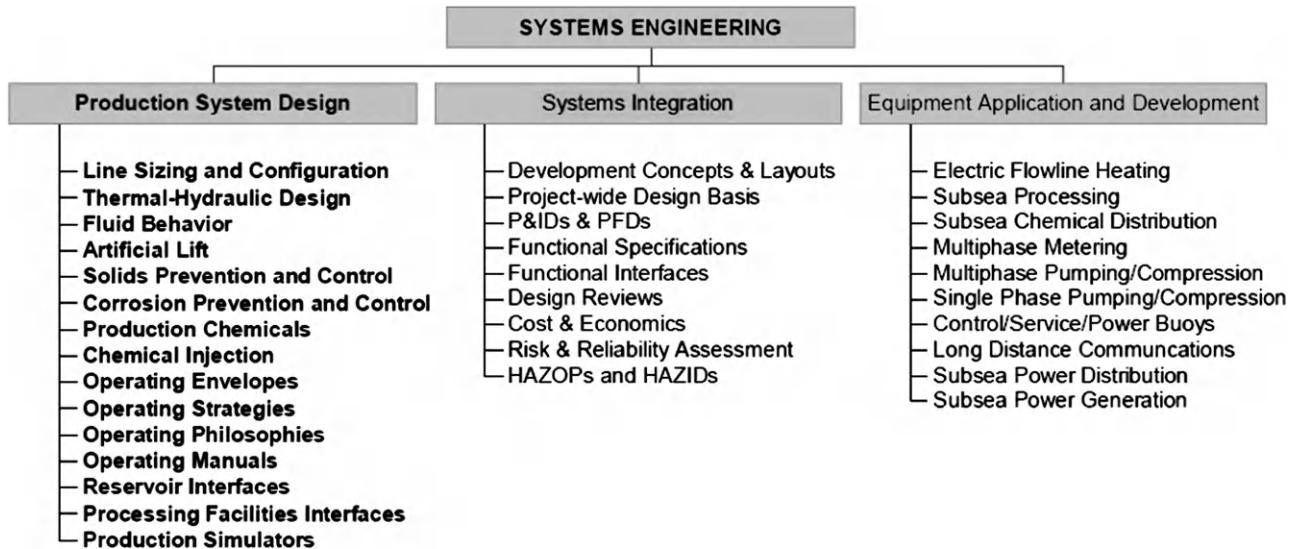 SYSTEMS ENGINEERING
Production System Design
Line Sizing and Configuration
Thermal-Hydraulic Design
Fluid Behavior
Artificial Lift
Solids Prevention and Control
Corrosion Prevention and Control
Production Chemicals
Chemical Injection
Operating Envelopes
Operating Strategies
Operating Philosophies
Operating Manuals
Reservoir Interfaces
Processing Facilities Interfaces
Production Simulators
Systems Integration
Development Concepts & Layouts
Project-wide Design Basis
P&IDs & PFDs
Functional Specifications
Functional Interfaces
Design Reviews
Cost & Economics
Risk & Reliability Assessment
HAZOPs and HAZIDs
Equipment Application and Development
Electric Flowline Heating
Subsea Processing
Subsea Chemical Distribution
Multiphase Metering
Multiphase Pumping/Compression
Single Phase Pumping/Compression
Control/Service/Power Buoys
Long Distance Communcations
Subsea Power Distribution
Subsea Power Generation